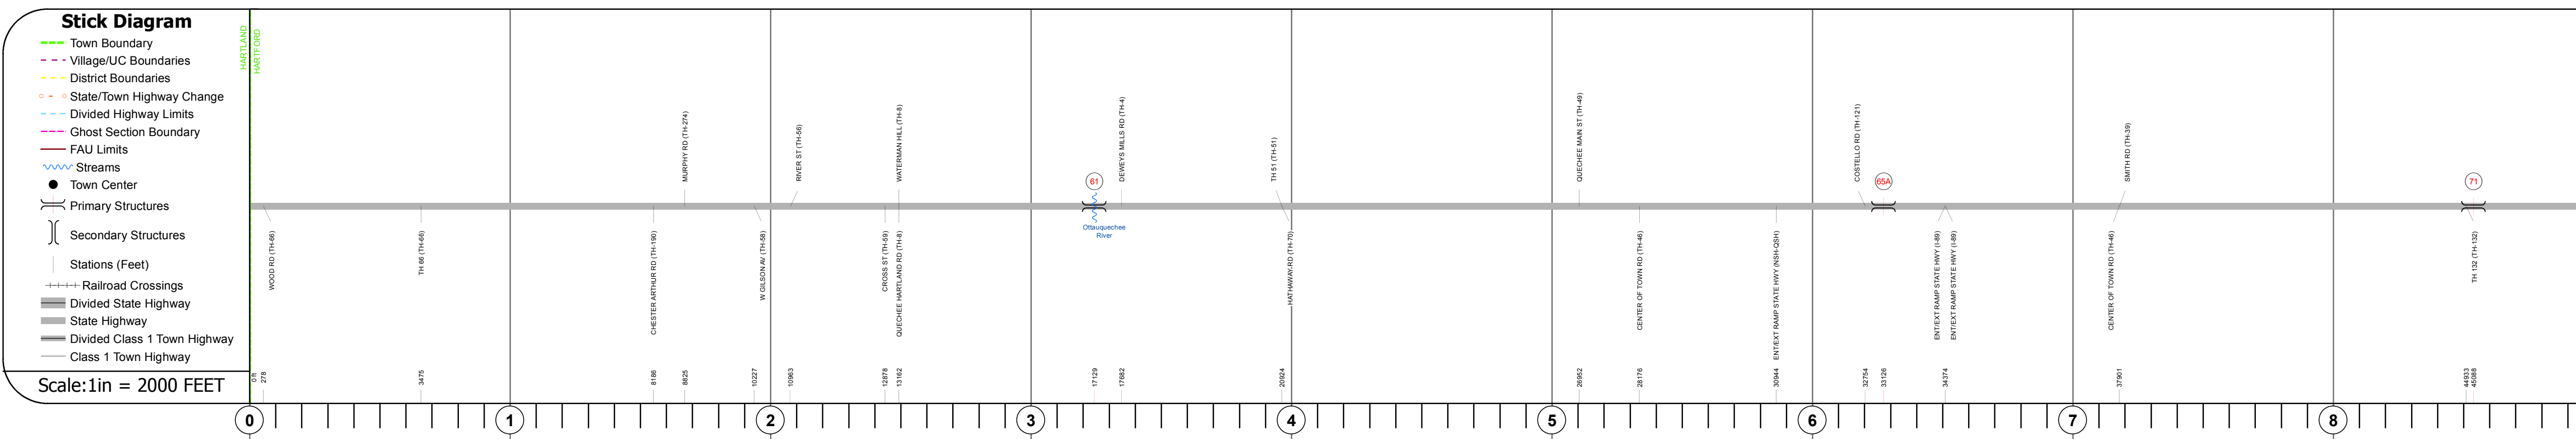 Stick Diagram
Town Boundary
Village/UC Boundaries
District Boundaries
State/Town Highway Change
Divided Highway Limits
Ghost Section Boundary
FAU Limits
Streams
Town Center
Primary Structures
Secondary Structures
Stations (Feet)
Railroad Crossings
Divided State Highway
State Highway
Divided Class 1 Town Highway
Class 1 Town Highway
Scale:1in = 2000 FEET
HARTLAND
HARTFORD
MURPHY RD (TH-274)
RIVER ST (TH-56)
WATERMAN HILL (TH-8)
61
DEWEYS MILLS RD (TH-4)
TH 51 (TH-51)
QUECHEE MAIN ST (TH-49)
COSTELLO RD (TH-121)
65A
SMITH RD (TH-39)
71
WOOD RD (TH-66)
TH 66 (TH-66)
CHESTER ARTHUR RD (TH-190)
W GILSON AV (TH-58)
CROSS ST (TH-59)
QUECHEE HARTLAND RD (TH-8)
Ottauquechee
River
HATHAWAY RD (TH-70)
CENTER OF TOWN RD (TH-46)
ENT/EXT RAMP STATE HWY (NSH-QSH)
ENT/EXT RAMP STATE HWY (I-89)
ENT/EXT RAMP STATE HWY (I-89)
CENTER OF TOWN RD (TH-46)
TH 132 (TH-132)
0 ft
278
3475
8186
8825
10227
10963
12878
13162
17129
17682
20924
26952
28176
30944
32754
33126
34374
37901
44933
45088
0
1
2
3
4
5
6
7
8